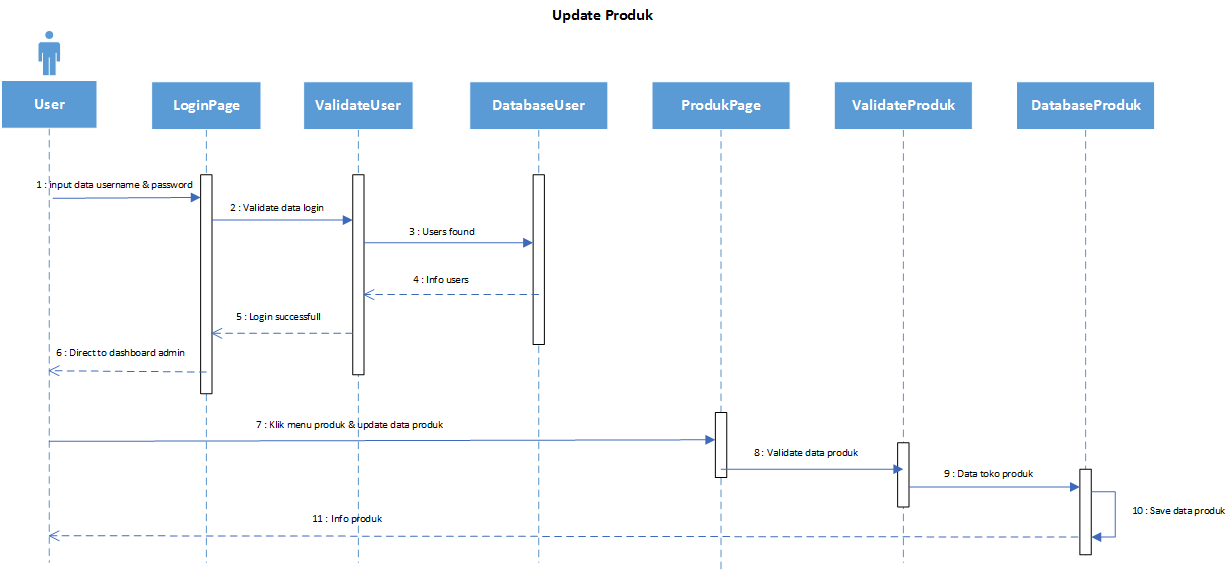 Update Produk
User
LoginPage
ValidateUser
DatabaseUser
ProdukPage
ValidateProduk
DatabaseProduk
1 : input data username & password
2 : Validate data login
3 : Users found
4 : Info users
5 : Login successfull
6 : Direct to dashboard admin
7 : Klik menu produk & update data produk
8 : Validate data produk
9 : Data toko produk
10 : Save data produk
11 : Info produk